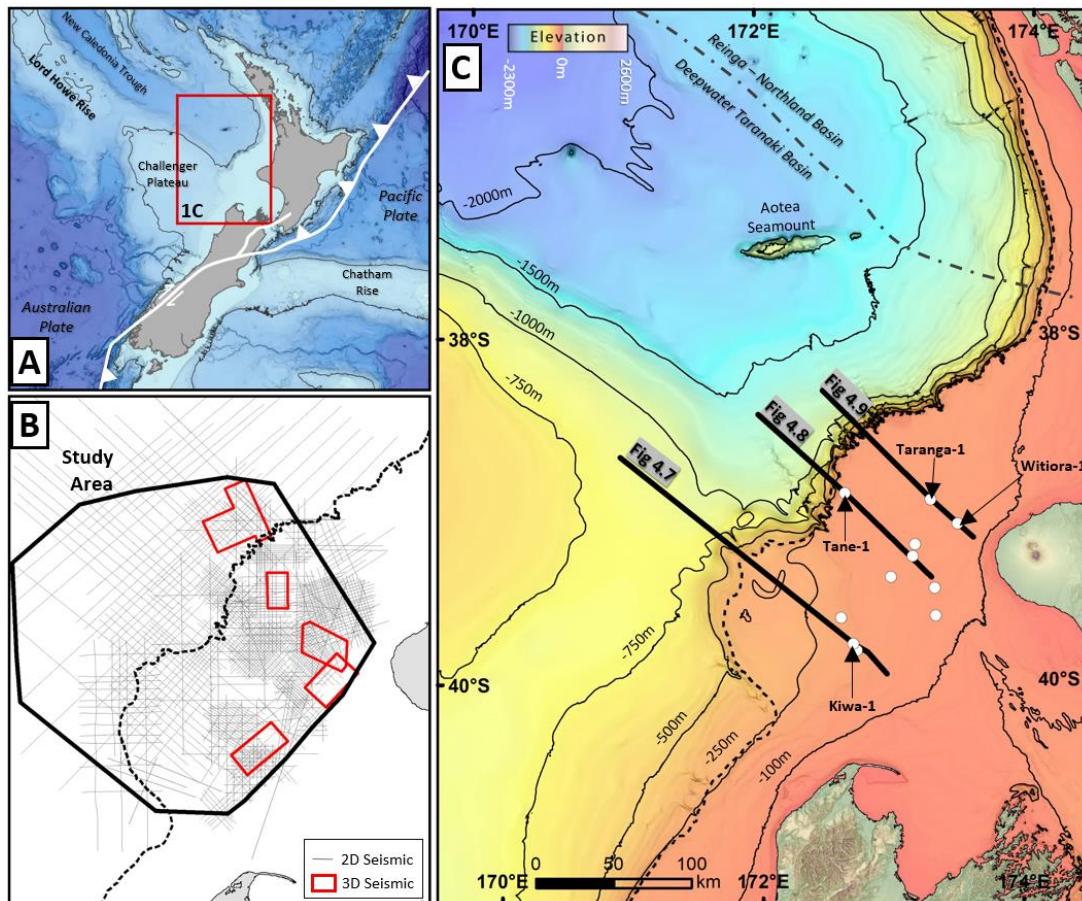 New Caledonia Trough
Lord Howe Rise
Challenger
Plateau
1C
Pacific
Plate
Chatham
Rise
Australian
Plate
A
B
Study
Area
2D Seismic
3D Seismic
C
170°E
172°E
174°E
Elevation
-2300m
0m
2600m
Reinga – Northland Basin
Deepwater Taranaki Basin
-2000m
Aotea
Seamount
-1500m
-1000m
-750m
38°S
38°S
Fig 4.9
Fig 4.8
Fig 4.7
Taranga-1
Witiora-1
Tane-1
Kiwa-1
-750m
-500m
-250m
-100m
40°S
40°S
170°E
172°E
174°E
0
50
100
km